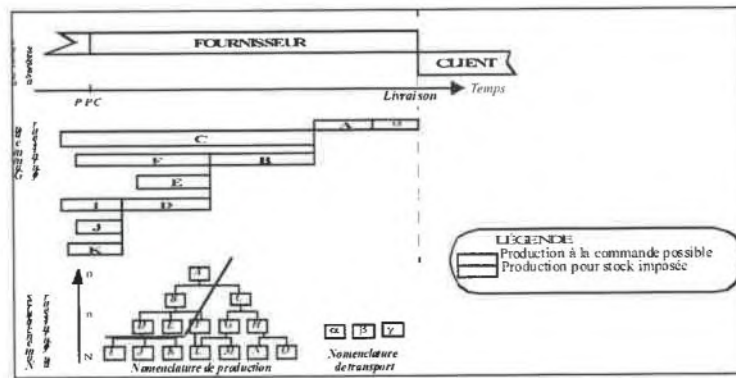 FOURNISSEUR
CLIENT
PPC
Livraison
Temps
A
α
C
F
B
E
I
D
J
K
LÉGENDE
Production à la commande possible
Production pour stock imposée
0
n
N
A
B
C
D
E
F
G
H
I
J
K
L
M
N
O
α
β
γ
Nomenclature de production
Nomenclature
de transport